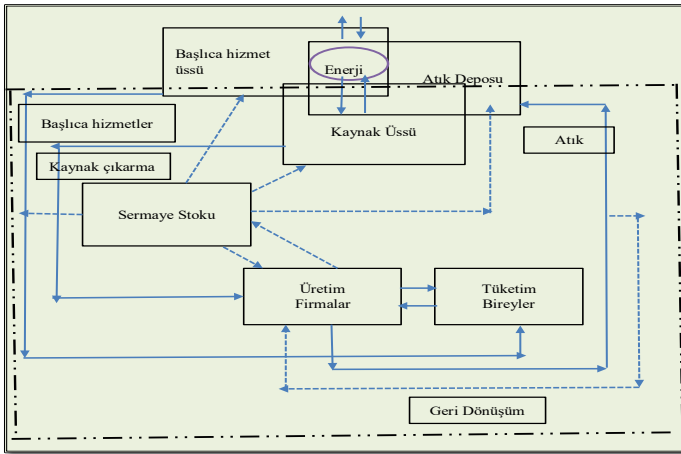 Başlıca hizmet
üssü
Enerji
Atık Deposu
Başlıca hizmetler
Kaynak Üssü
Atık
Kaynak çıkarma
Sermaye Stoku
Üretim
Firmalar
Tüketim
Bireyler
Geri Dönüşüm